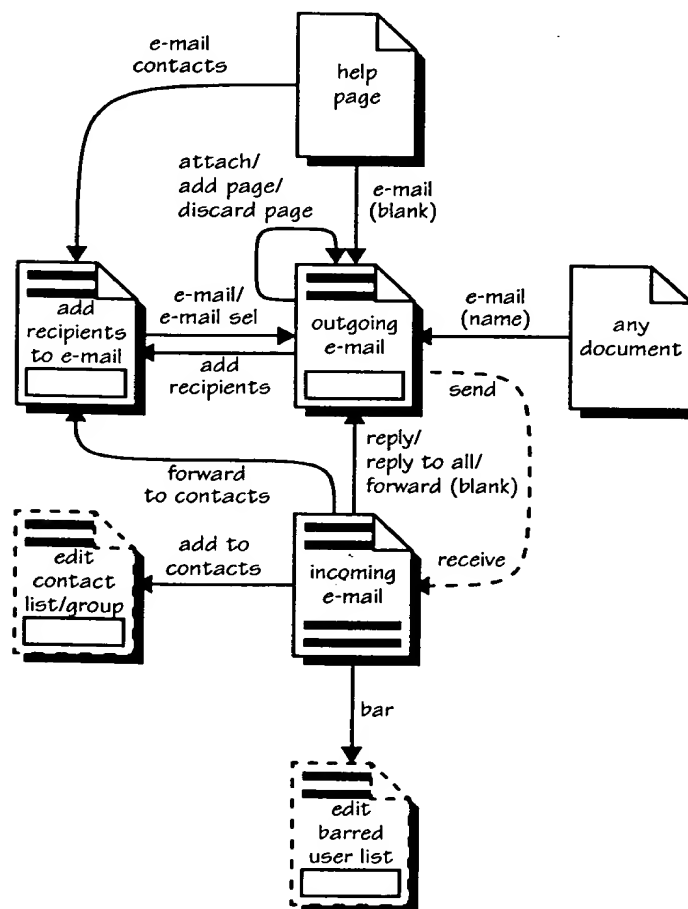 e-mail
contacts
help
page
attach/
add page/
discard page
e-mail
(blank)
add
recipients
to e-mail
e-mail/
e-mail sel
add
recipients
outgoing
e-mail
e-mail
(name)
any
document
send
reply/
reply to all/
forward (blank)
forward
to contacts
receive
edit
contact
list/group
add to
contacts
incoming
e-mail
bar
edit
barred
user list